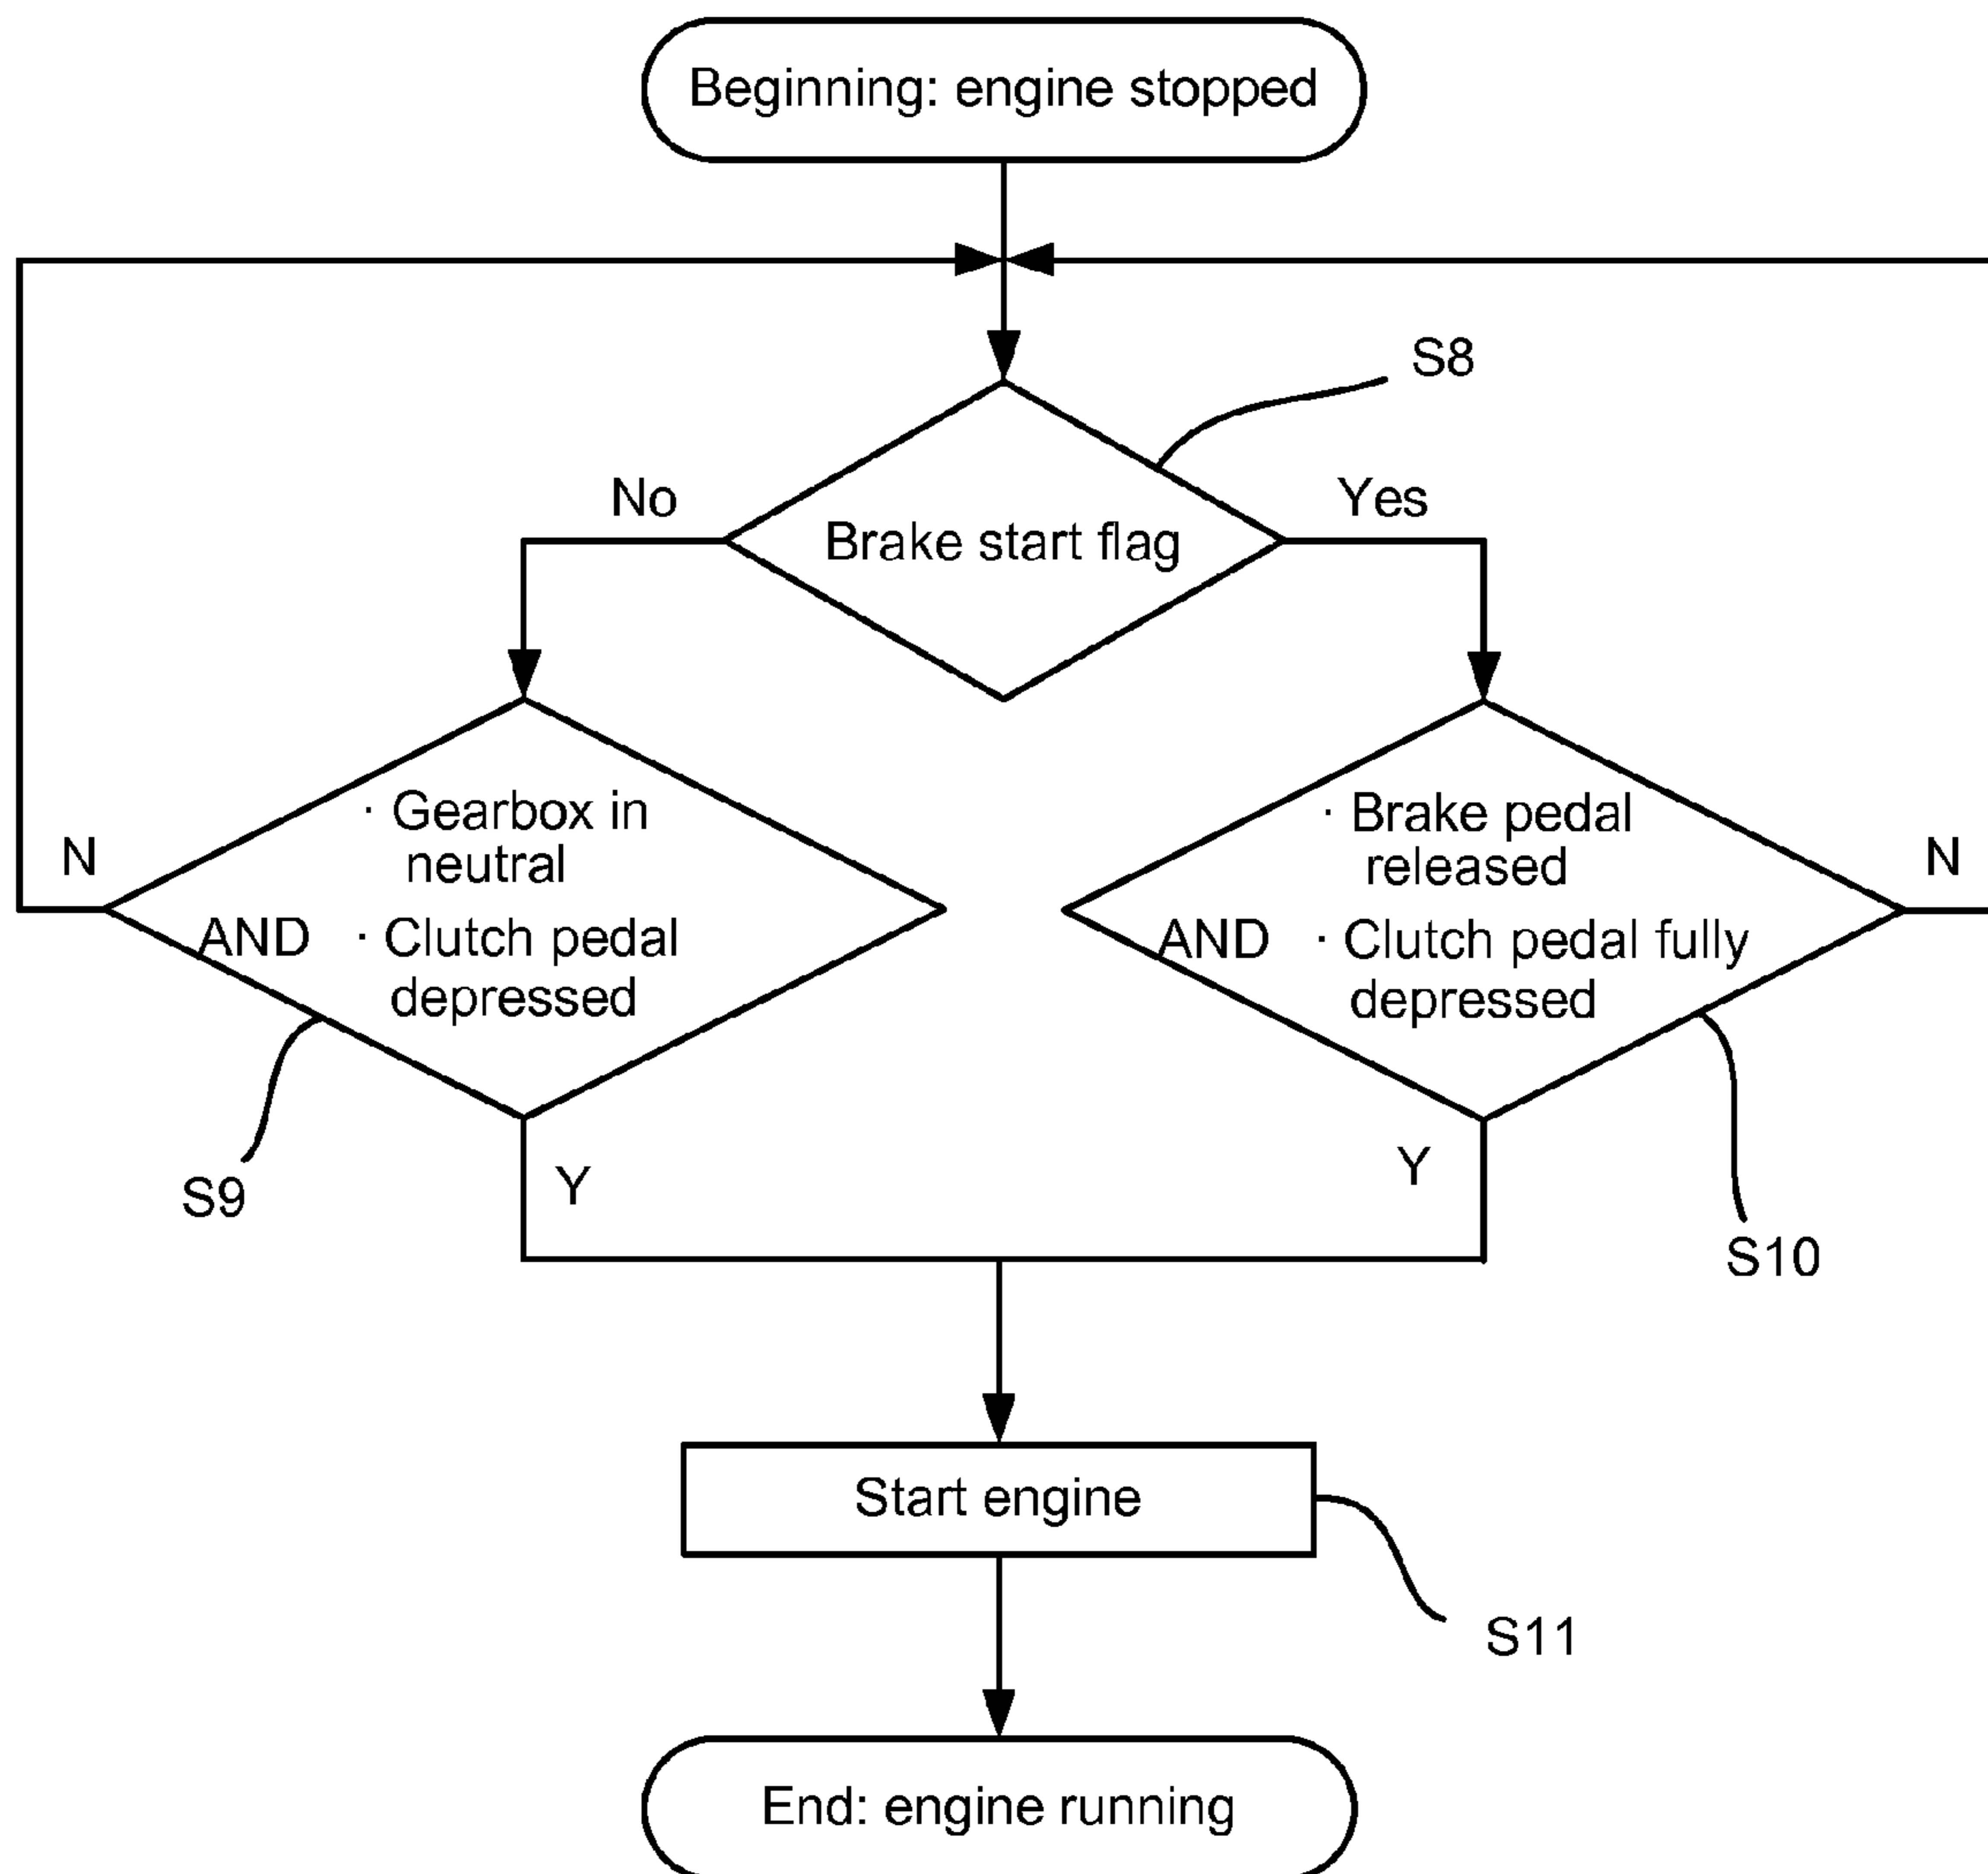 Beginning: engine stopped
S8
No
Yes
Brake start flag
· Gearbox in
neutral
AND · Clutch pedal
depressed
N
· Brake pedal
released
AND · Clutch pedal fully
depressed
N
S9
Y
Y
S10
Start engine
S11
End: engine running